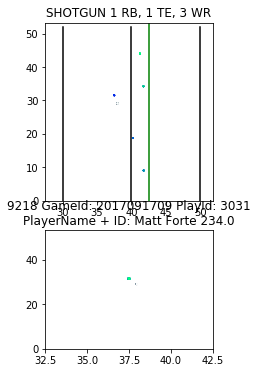 SHOTGUN 1 RB, 1 TE, 3 WR
50
40
30
20
10
0
30 35 40 45 50
9218 GameId: 2017091709 PlayId: 3031
PlayerName + ID: Matt Forte 234.0
40
20
0
32.5 35.0 37.5 40.0 42.5